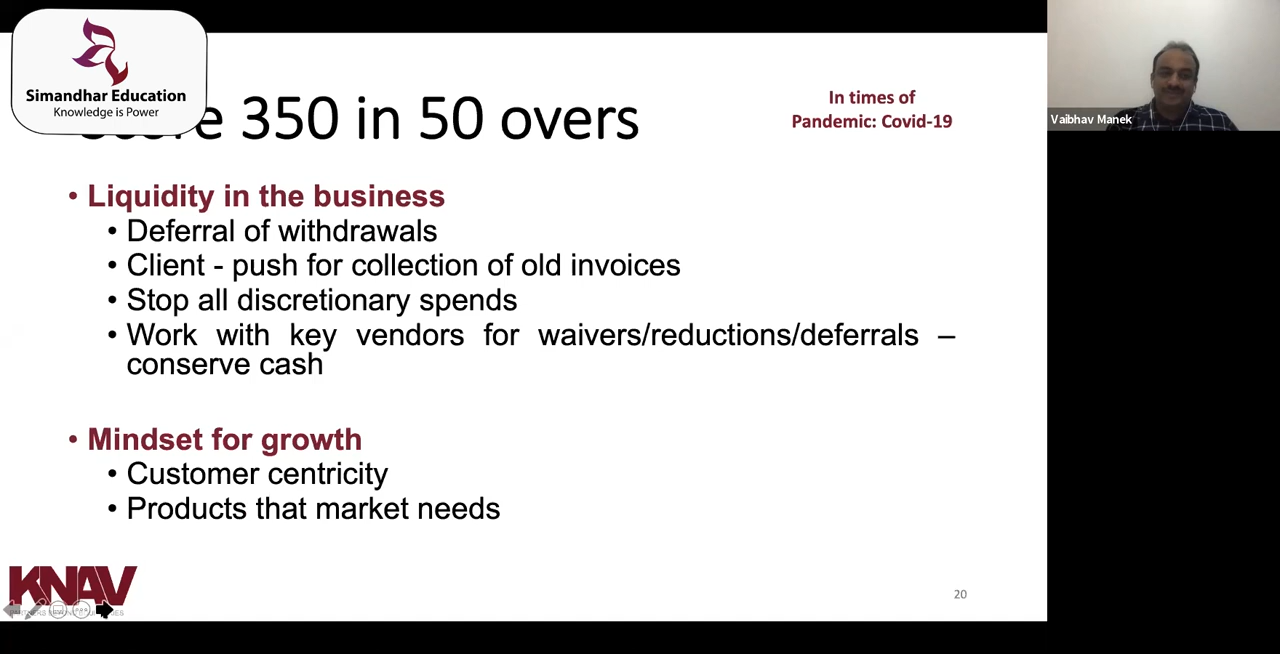 Simandhar Education
Knowledge is Power
350 in 50 overs
In times of
Pandemic: Covid-19
Vaibhav Manek
• Liquidity in the business
• Deferral of withdrawals
• Client - push for collection of old invoices
• Stop all discretionary spends
• Work with key vendors for waivers/reductions/deferrals –
conserve cash
• Mindset for growth
• Customer centricity
• Products that market needs
KNAV
20